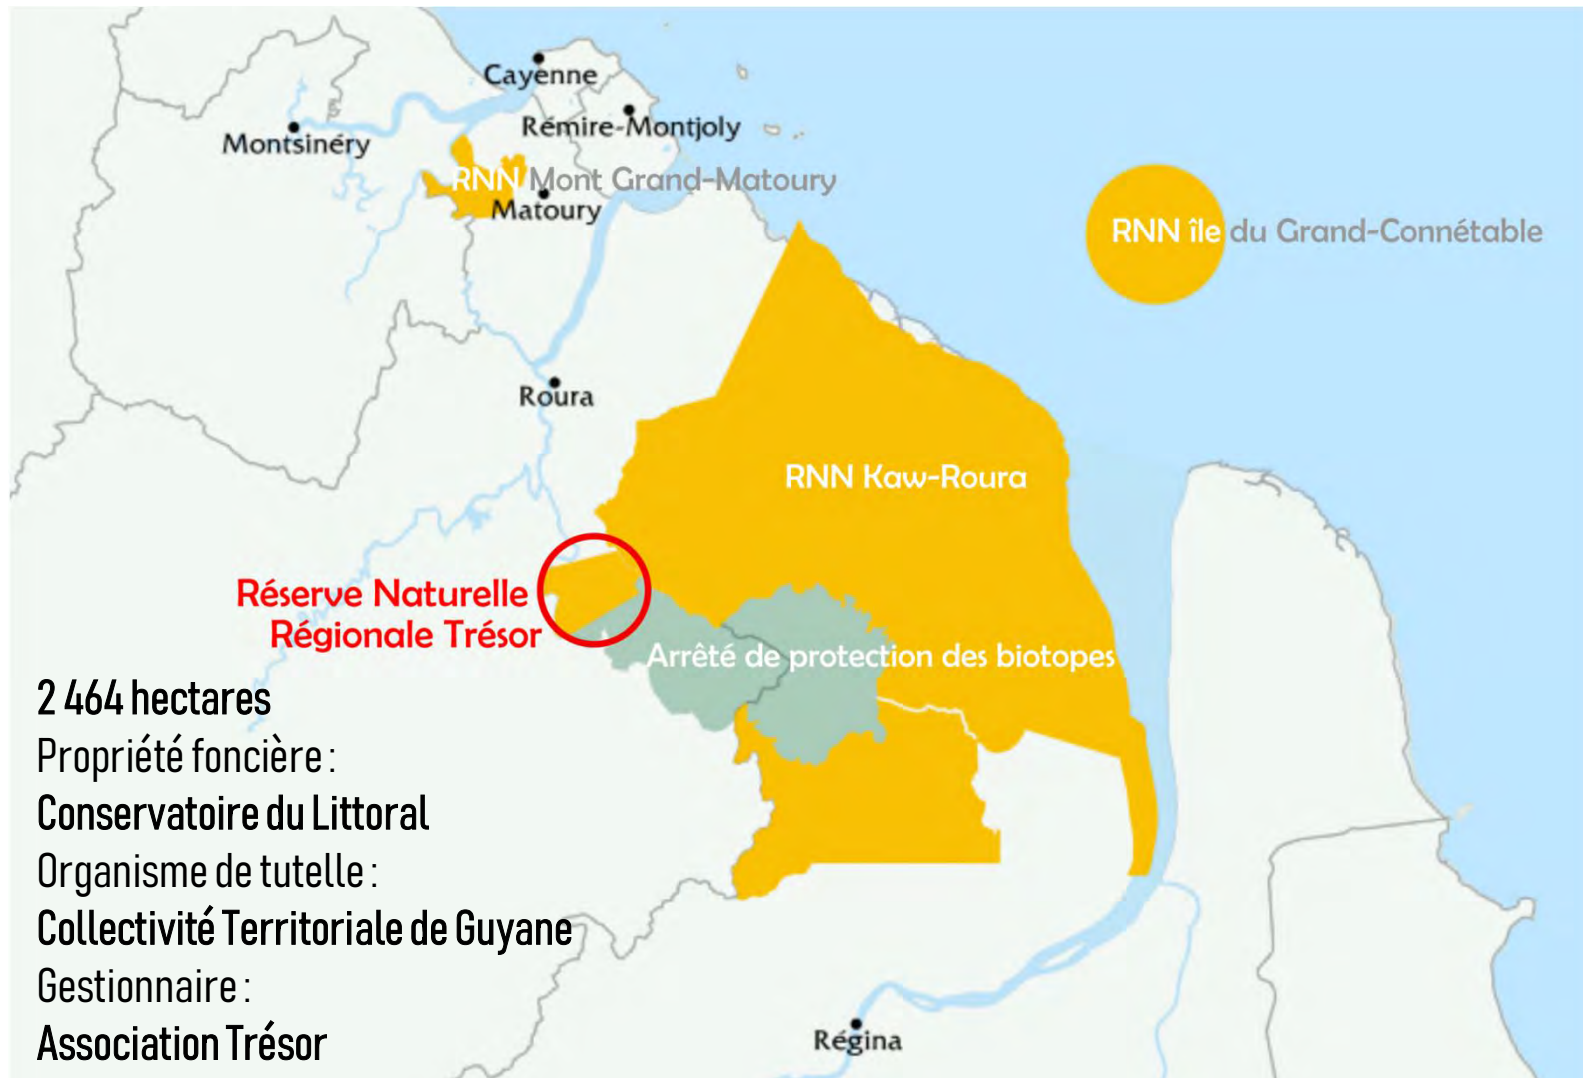 Cayenne
Rémire-Montjoly
Montsinéry
RNN Mont Grand-Matoury
Matoury
RNN île du Grand-Connétable
Roura
RNN Kaw-Roura
Réserve Naturelle
Régionale Trésor
Arrêté de protection des biotopes
2 464 hectares
Propriété foncière :
Conservatoire du Littoral
Organisme de tutelle :
Collectivité Territoriale de Guyane
Gestionnaire :
Association Trésor
Régina